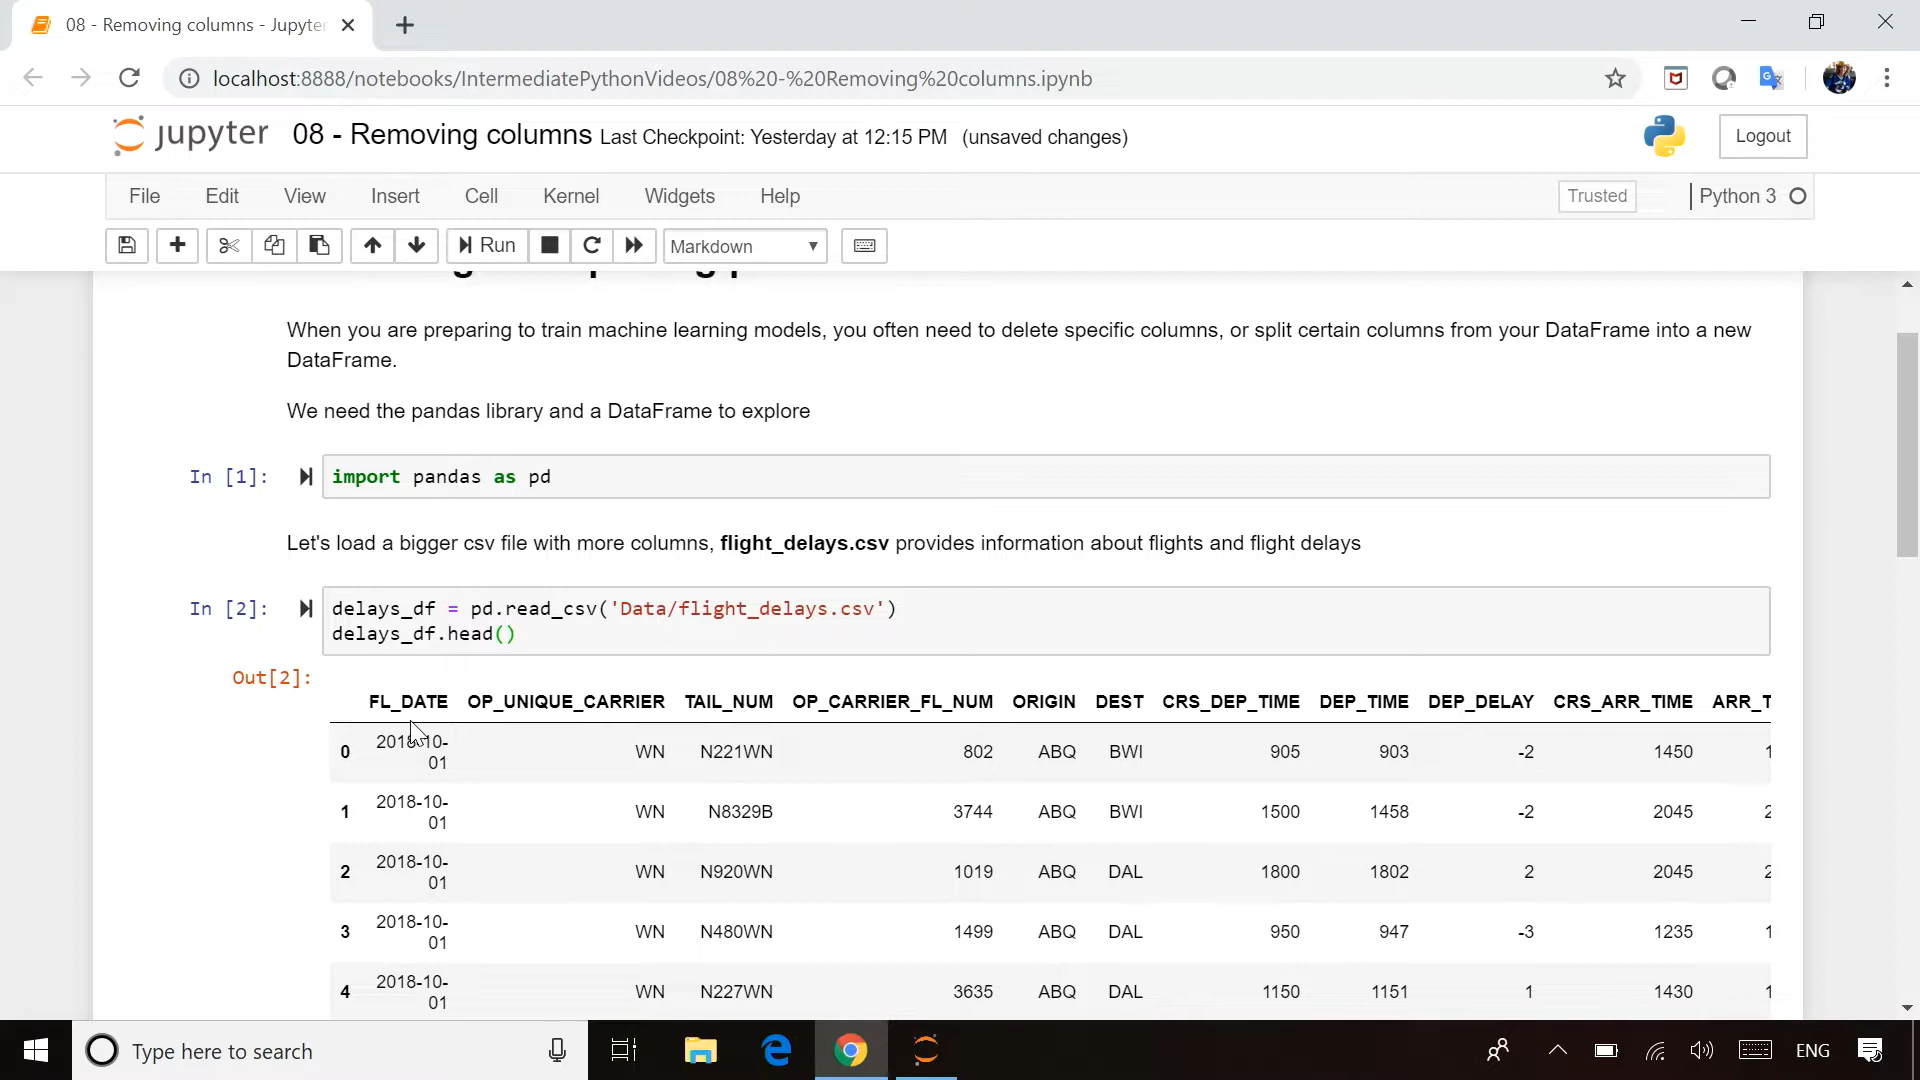 08 - Removing columns - Jupyter
localhost:8888/notebooks/IntermediatePythonVideos/08%20-%20Removing%20columns.ipynb
jupyter 08 - Removing columns Last Checkpoint: Yesterday at 12:15 PM (unsaved changes)
Logout
File Edit View Insert Cell Kernel Widgets Help
Trusted
Python 3
Run
Markdown
When you are preparing to train machine learning models, you often need to delete specific columns, or split certain columns from your DataFrame into a new
DataFrame.
We need the pandas library and a DataFrame to explore
In [1]: import pandas as pd
Let's load a bigger csv file with more columns, flight_delays.csv provides information about flights and flight delays
In [2]: delays_df = pd.read_csv('Data/flight_delays.csv')
delays_df.head()
Out[2]:
FL_DATE OP_UNIQUE_CARRIER TAIL_NUM OP_CARRIER_FL_NUM ORIGIN DEST CRS_DEP_TIME DEP_TIME DEP_DELAY CRS_ARR_TIME ARR_T
0 2018-10-01 WN N221WN 802 ABQ BWI 905 903 -2 1450 1
1 2018-10-01 WN N8329B 3744 ABQ BWI 1500 1458 -2 2045 2
2 2018-10-01 WN N920WN 1019 ABQ DAL 1800 1802 2 2045 2
3 2018-10-01 WN N480WN 1499 ABQ DAL 950 947 -3 1235 1
4 2018-10-01 WN N227WN 3635 ABQ DAL 1150 1151 1 1430 1
Type here to search
ENG